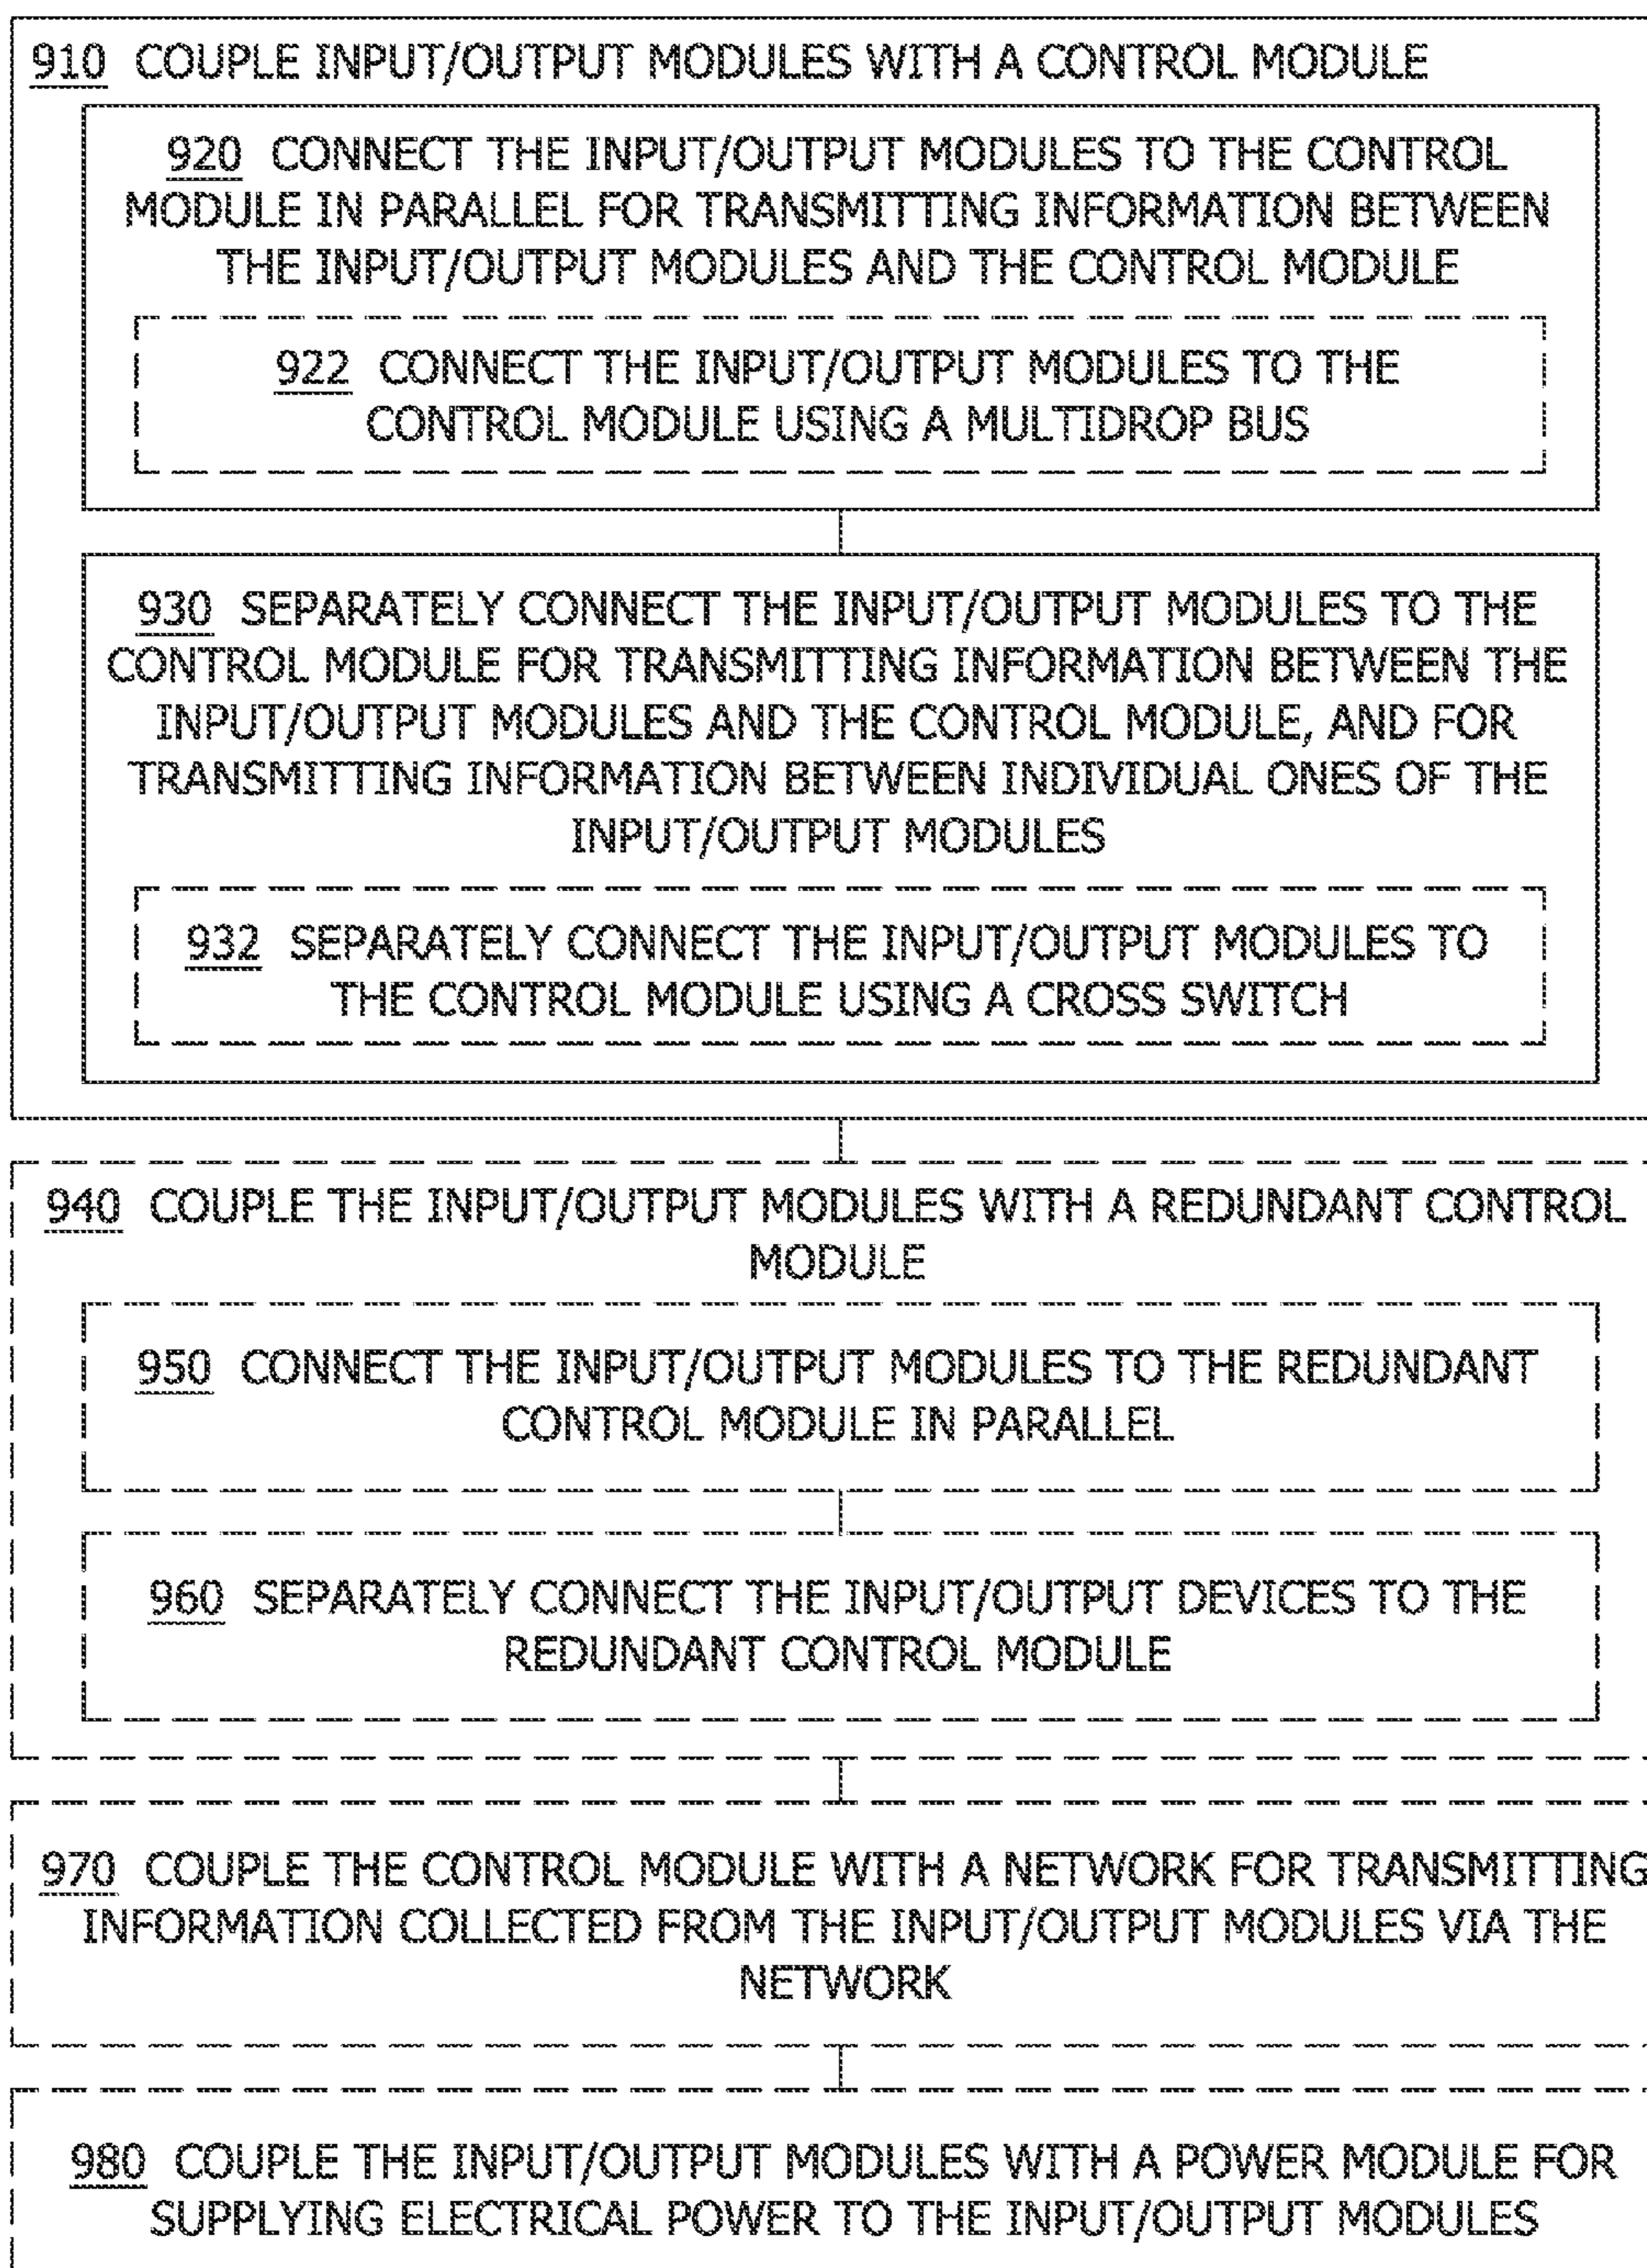 910 COUPLE INPUT/OUTPUT MODULES WITH A CONTROL MODULE
920 CONNECT THE INPUT/OUTPUT MODULES TO THE CONTROL
MODULE IN PARALLEL FOR TRANSMITTING INFORMATION BETWEEN
THE INPUT/OUTPUT MODULES AND THE CONTROL MODULE
922 CONNECT THE INPUT/OUTPUT MODULES TO THE
CONTROL MODULE USING A MULTIDROP BUS
930 SEPARATELY CONNECT THE INPUT/OUTPUT MODULES TO THE
CONTROL MODULE FOR TRANSMITTING INFORMATION BETWEEN THE
INPUT/OUTPUT MODULES AND THE CONTROL MODULE, AND FOR
TRANSMITTING INFORMATION BETWEEN INDIVIDUAL ONES OF THE
INPUT/OUTPUT MODULES
932 SEPARATELY CONNECT THE INPUT/OUTPUT MODULES TO
THE CONTROL MODULE USING A CROSS SWITCH
940 COUPLE THE INPUT/OUTPUT MODULES WITH A REDUNDANT CONTROL
MODULE
950 CONNECT THE INPUT/OUTPUT MODULES TO THE REDUNDANT
CONTROL MODULE IN PARALLEL
960 SEPARATELY CONNECT THE INPUT/OUTPUT DEVICES TO THE
REDUNDANT CONTROL MODULE
970 COUPLE THE CONTROL MODULE WITH A NETWORK FOR TRANSMITTING
INFORMATION COLLECTED FROM THE INPUT/OUTPUT MODULES VIA THE
NETWORK
980 COUPLE THE INPUT/OUTPUT MODULES WITH A POWER MODULE FOR
SUPPLYING ELECTRICAL POWER TO THE INPUT/OUTPUT MODULES